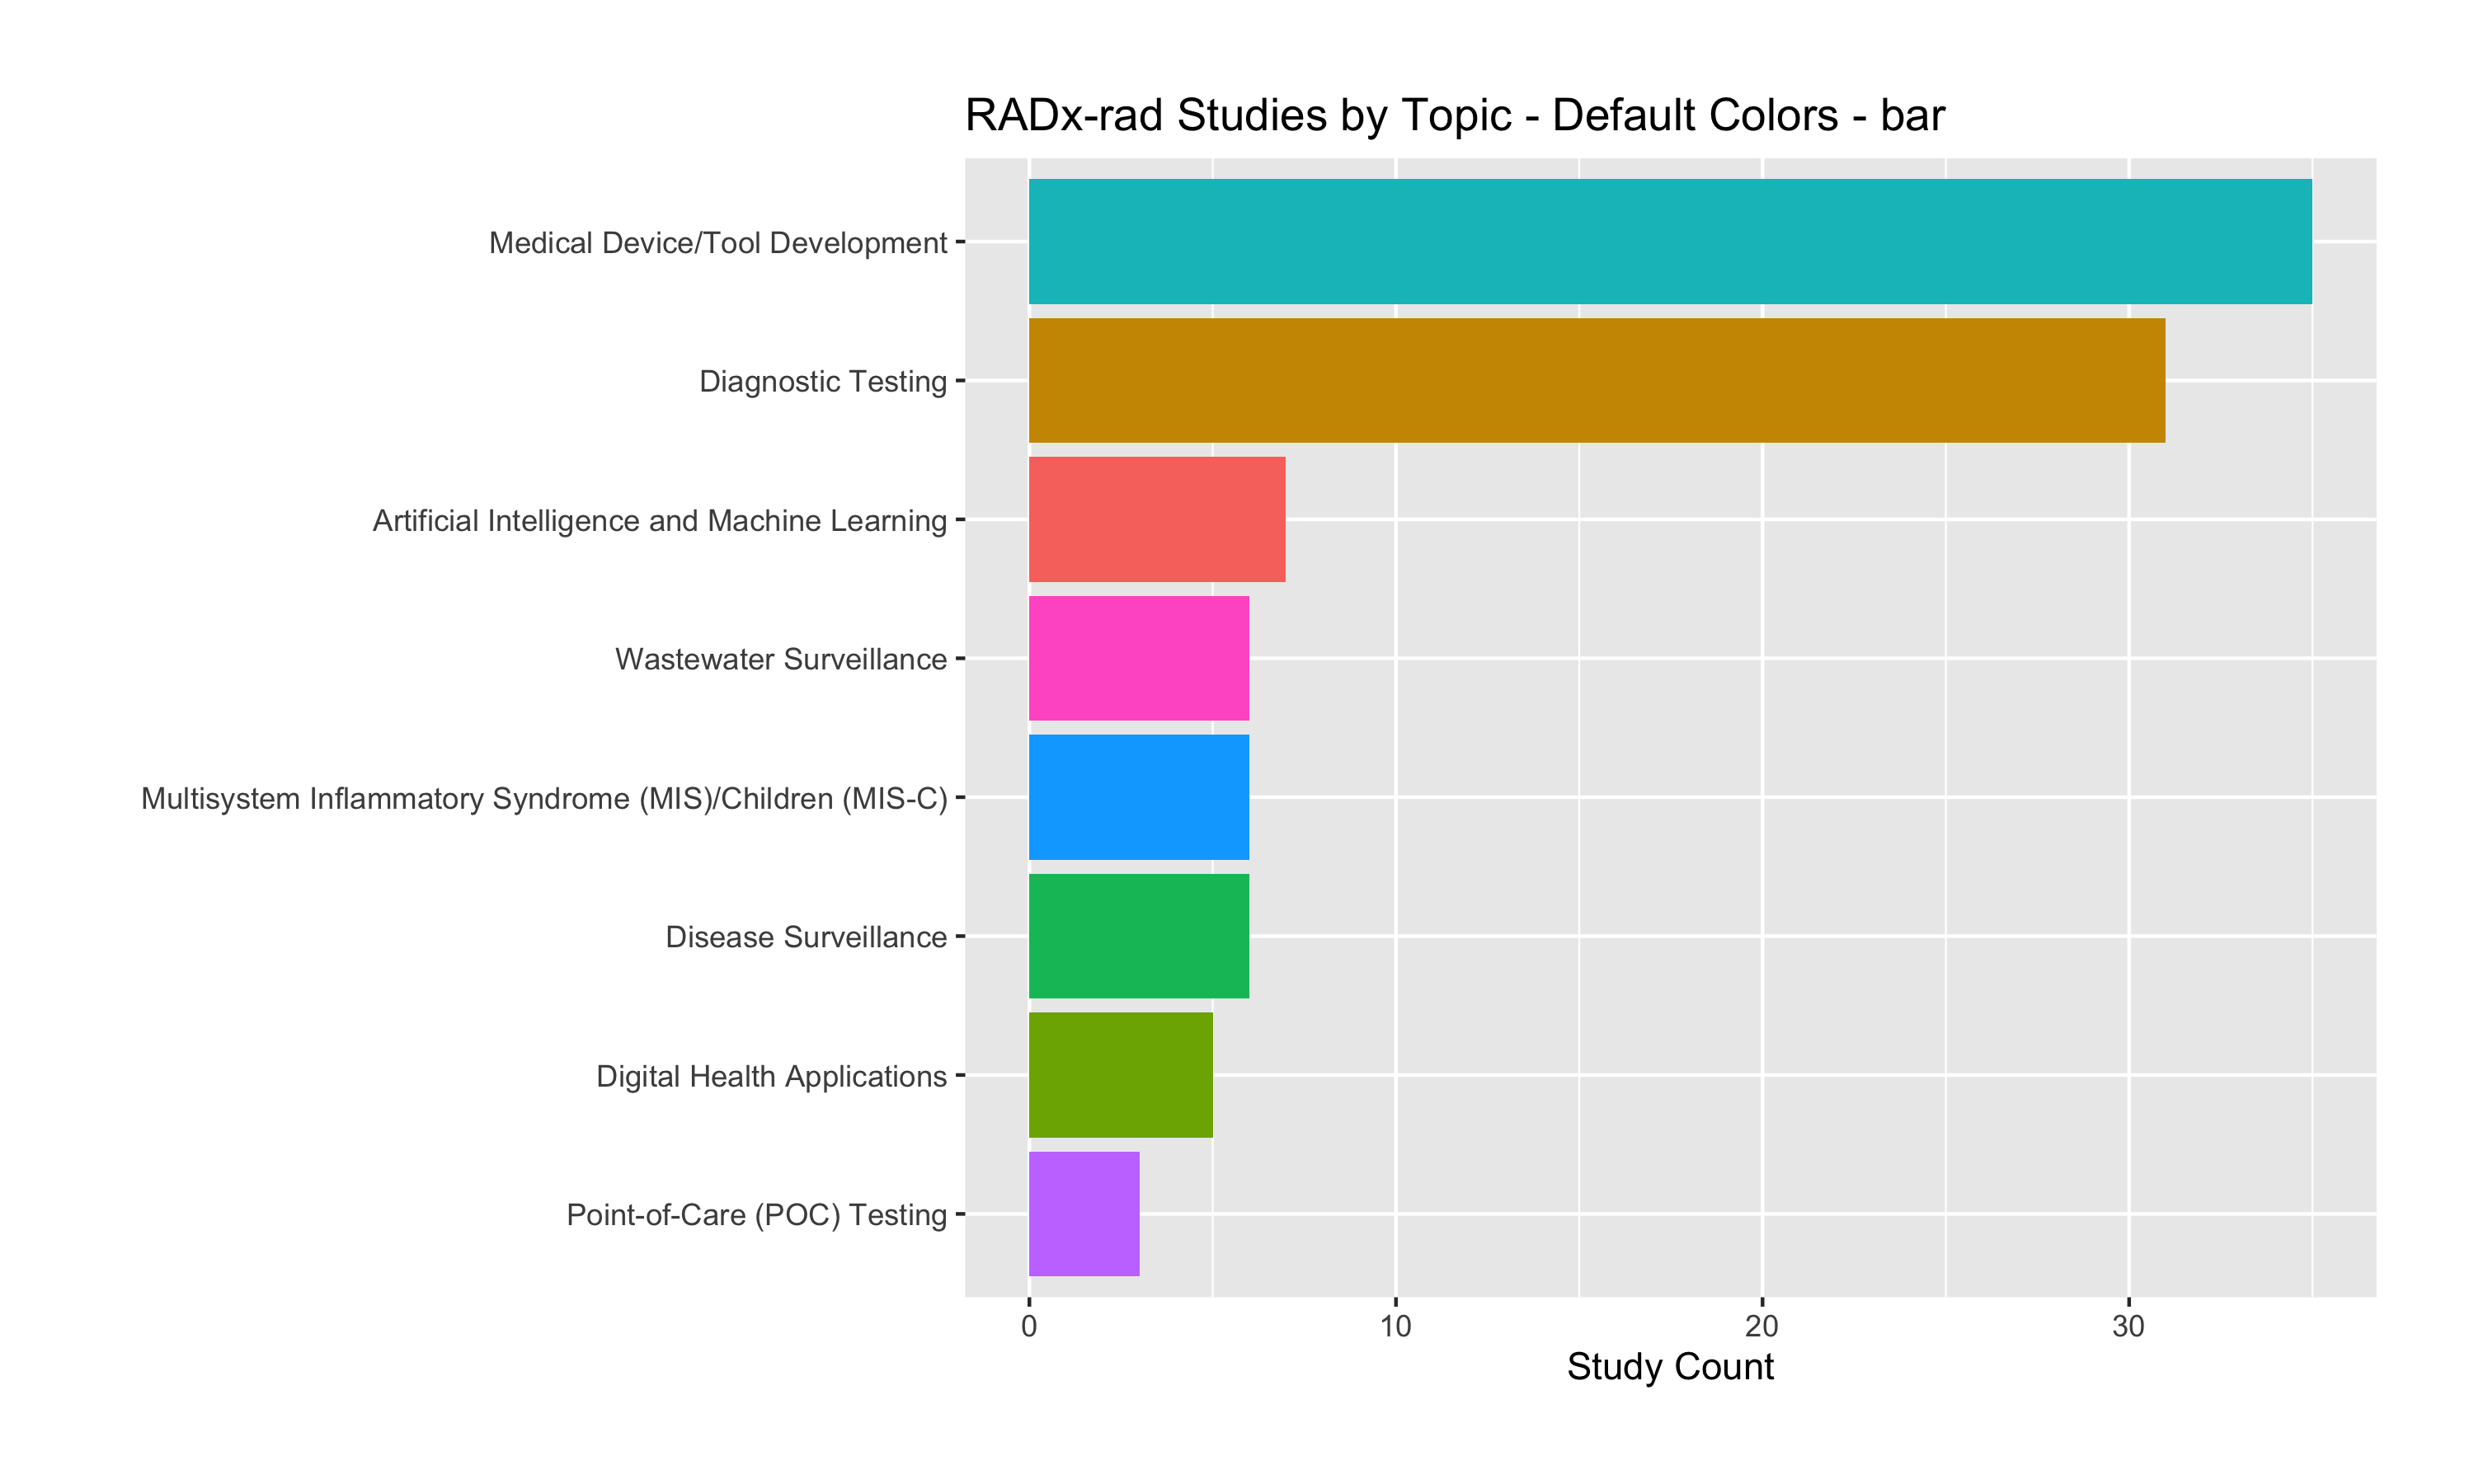 RADx-rad Studies by Topic - Default Colors - bar
Medical Device/Tool Development
Diagnostic Testing
Artificial Intelligence and Machine Learning
Wastewater Surveillance
Multisystem Inflammatory Syndrome (MIS)/Children (MIS-C)
Disease Surveillance
Digital Health Applications
Point-of-Care (POC) Testing
0 10 20 30
Study Count